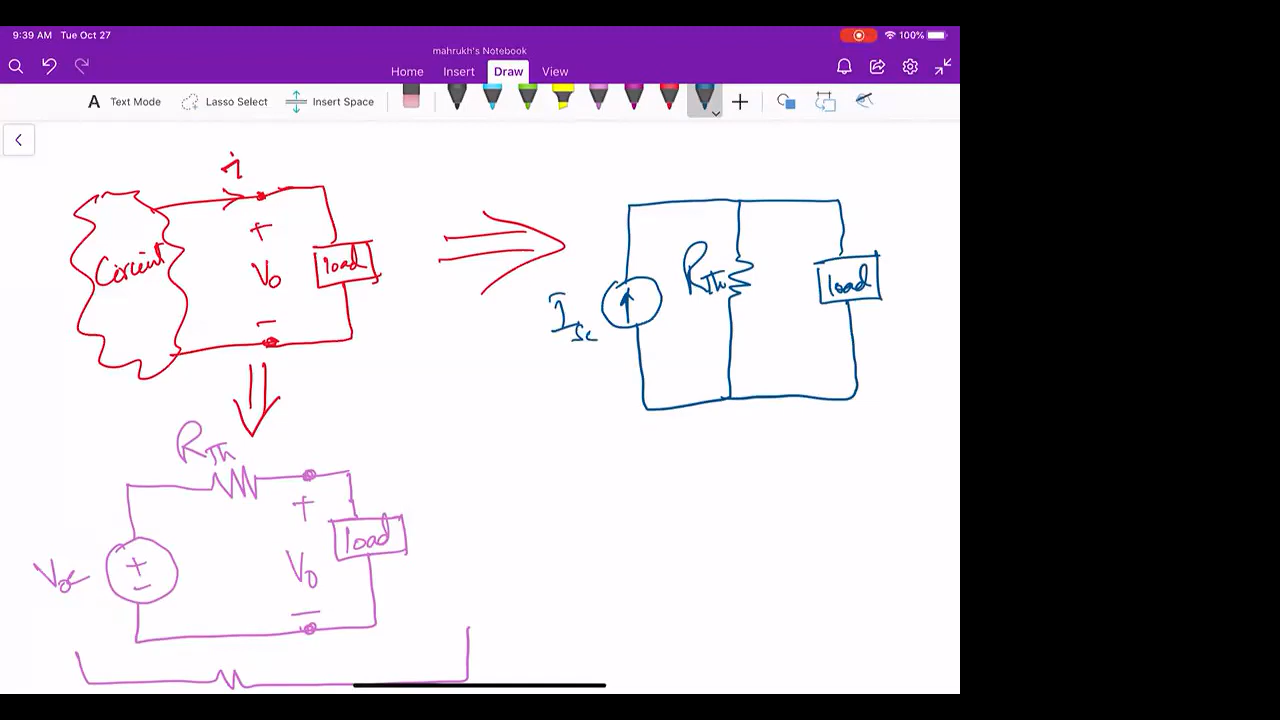 9:39 AM Tue Oct 27
100%
mahrukh's Notebook
Home Insert Draw View
A Text Mode Lasso Select Insert Space
i
Circuit
+
Vo
-
load
ISC
RTh
load
RTh
+
-
Voc
+
Vo
-
load